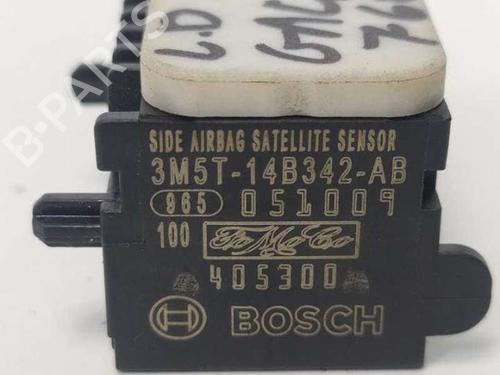 L.D
SIDE AIRBAG SATELLITE SENSOR
3M5T-14B342-AB
965 051009
100 FoMoCo
405300
BOSCH
B-PARTS